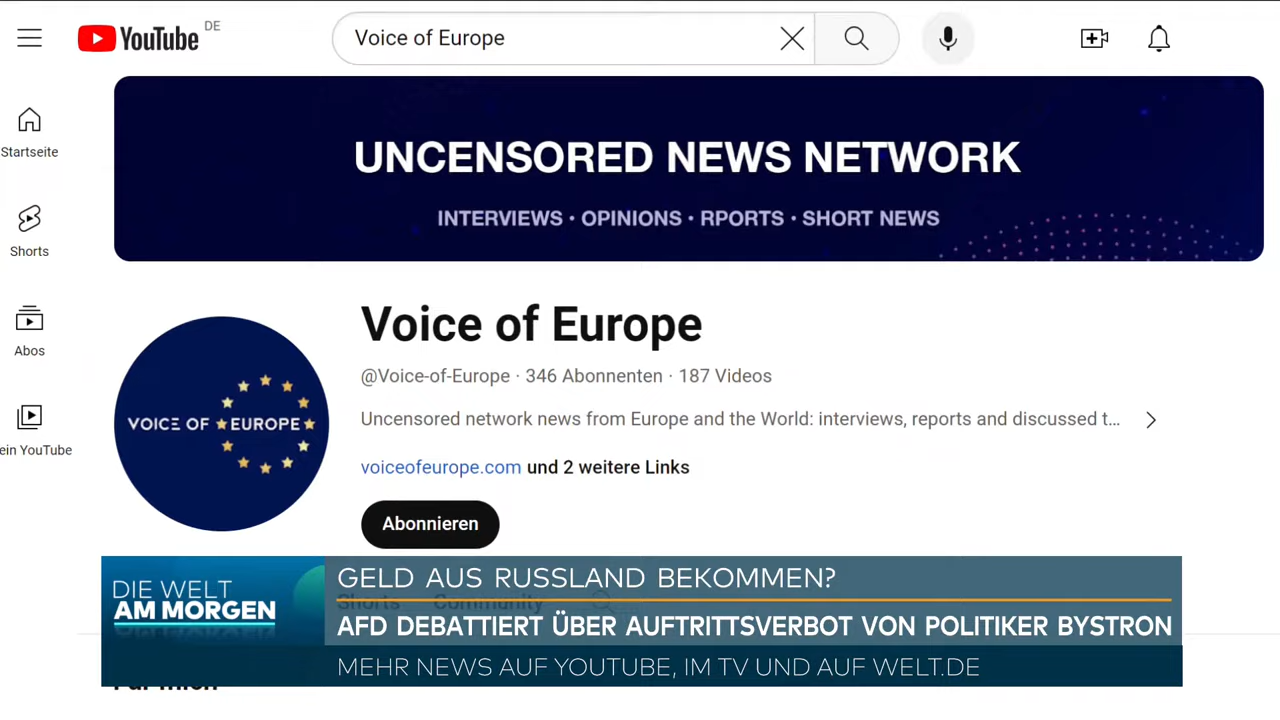 YouTube DE
Voice of Europe
UNCENSORED NEWS NETWORK
INTERVIEWS • OPINIONS • RPORTS • SHORT NEWS
Startseite
Shorts
Abos
ein YouTube
VOICE OF EUROPE
Voice of Europe
@Voice-of-Europe · 346 Abonnenten · 187 Videos
Uncensored network news from Europe and the World: interviews, reports and discussed t...
voiceofeurope.com und 2 weitere Links
Abonnieren
Shorts Community
DIE WELT
AM MORGEN
GELD AUS RUSSLAND BEKOMMEN?
AFD DEBATTIERT ÜBER AUFTRITTSVERBOT VON POLITIKER BYSTRON
MEHR NEWS AUF YOUTUBE, IM TV UND AUF WELT.DE